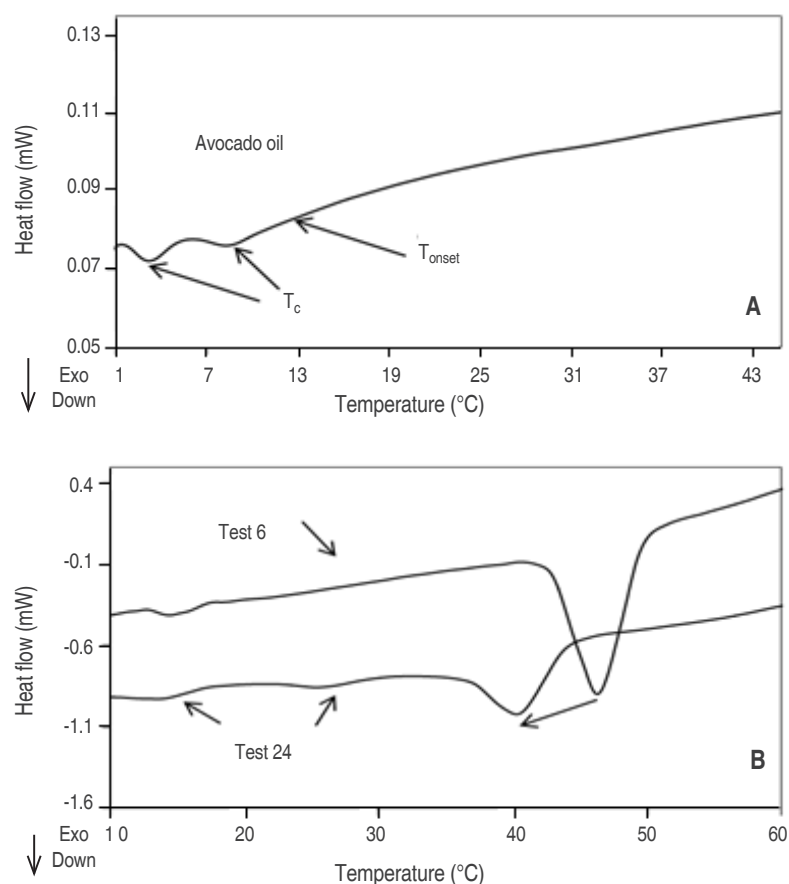 0.13
0.11
0.09
0.07
0.05
Heat flow (mW)
Avocado oil
Tonset
Tc
A
Exo
Down
1 7 13 19 25 31 37 43
Temperature (°C)
0.4
-0.1
-0.6
-1.1
-1.6
Heat flow (mW)
Test 6
Test 24
B
Exo
Down
1 0 20 30 40 50 60
Temperature (°C)